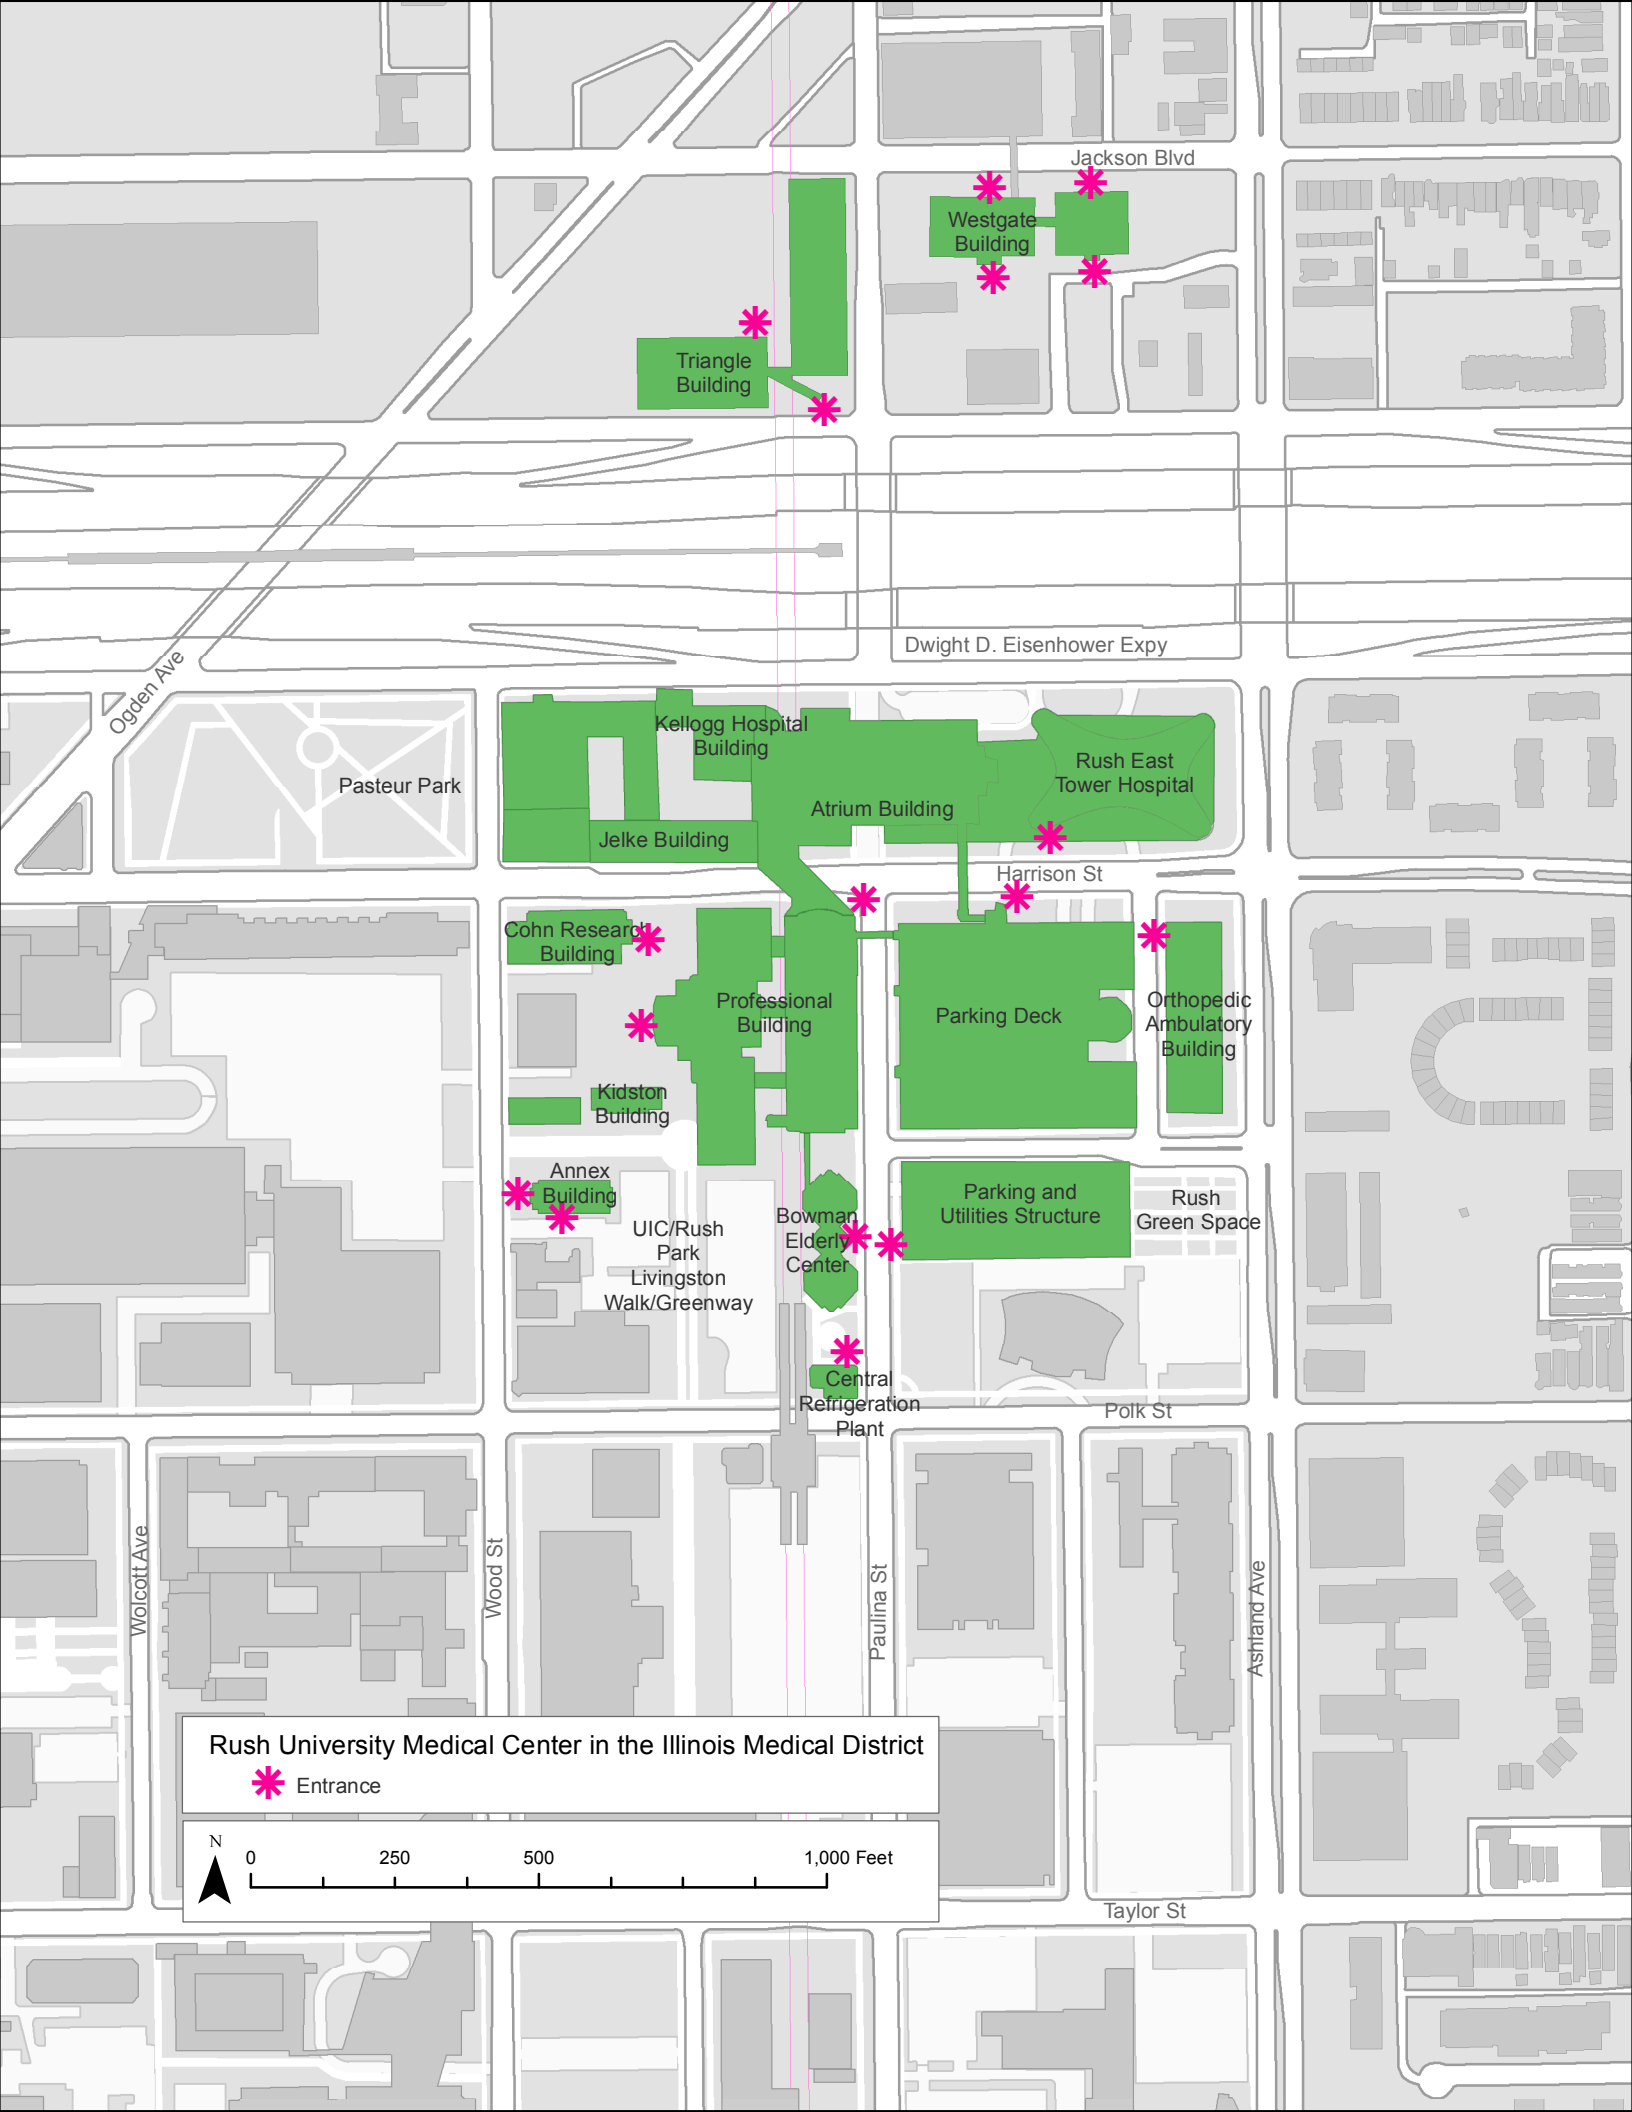 Jackson Blvd
Westgate
Building
Triangle
Building
Dwight D. Eisenhower Expy
Ogden Ave
Kellogg Hospital
Building
Rush East
Tower Hospital
Pasteur Park
Atrium Building
Jelke Building
Harrison St
Cohn Research
Building
Professional
Building
Parking Deck
Orthopedic
Ambulatory
Building
Kidston
Building
Annex
Building
Parking and
Utilities Structure
Rush
Green Space
UIC/Rush
Park
Livingston
Walk/Greenway
Bowman
Elderly
Center
Central
Refrigeration
Plant
Polk St
Wolcott Ave
Wood St
Paulina St
Ashland Ave
Rush University Medical Center in the Illinois Medical District
Entrance
N
0 250 500 1,000 Feet
Taylor St